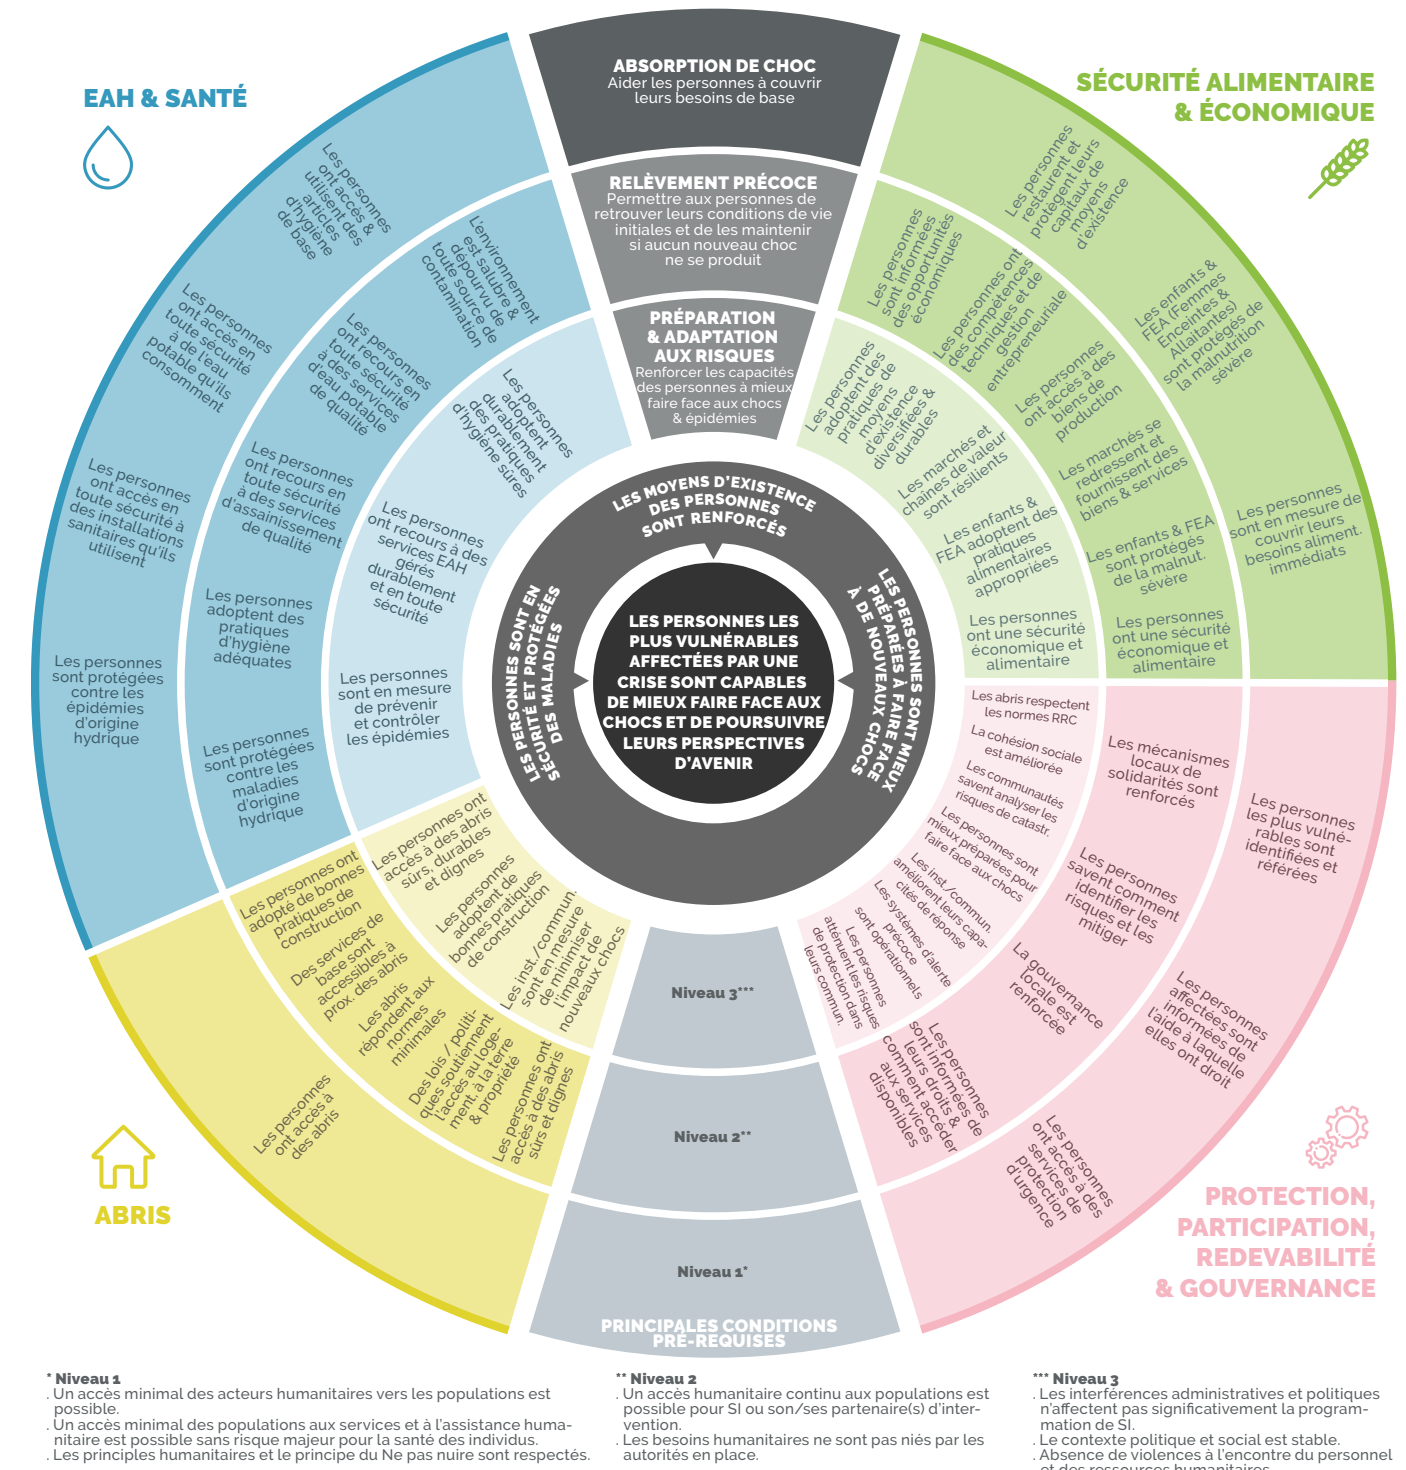 EAH & SANTÉ
SÉCURITÉ ALIMENTAIRE
& ÉCONOMIQUE
ABSORPTION DE CHOC
Aider les personnes à couvrir
leurs besoins de base
RELÈVEMENT PRÉCOCE
Permettre aux personnes de
retrouver leurs conditions de vie
initiales et de les maintenir
si aucun nouveau choc
ne se produit
PRÉPARATION
& ADAPTATION
AUX RISQUES
Renforcer les capacités
des personnes à mieux
faire face aux chocs
& épidémies
Les personnes
ont accès &
utilisent des
articles
d'hygiène
de base
Les personnes
ont accès en
toute sécurité
à de l'eau
potable qu'ils
consomment
Les personnes
ont accès en
toute sécurité à
des installations
sanitaires qu'ils
utilisent
Les personnes
sont protégées
contre les
épidémies
d'origine
hydrique
L'environnement
est salubre &
dépourvu de
toute source de
contamination
Les personnes
ont recours en
toute sécurité
à des services
d'eau potable
de qualité
Les personnes
ont recours en
toute sécurité
à des services
d'assainissement
de qualité
Les personnes
adoptent des
pratiques
d'hygiène
adéquates
Les personnes
sont protégées
contre les
maladies
d'origine
hydrique
Les personnes
adoptent
durablement
des pratiques
d'hygiène sûres
Les personnes
ont recours à des
services EAH
gérés
durablement
et en toute
sécurité
Les personnes
sont en mesure
de prévenir
et contrôler
les épidémies
Les personnes
restaurent et
protègent leurs
capitaux de
moyens
d'existence
Les enfants &
FEA (Femmes
Enceintes &
Allaitantes)
sont protégés de
la malnutrition
sévère
Les personnes
sont en mesure de
couvrir leurs
besoins aliment.
immédiats
Les personnes
sont informées
des opportunités
économiques
Les personnes ont
des compétences
techniques et de
gestion
entrepreneuriale
Les personnes
ont accès à des
biens de
production
Les marchés se
redressent et
fournissent des
biens & services
Les enfants & FEA
sont protégés
de la malnut.
sévère
Les personnes
ont une sécurité
économique et
alimentaire
Les personnes
adoptent des
pratiques de
moyens
d'existence
diversifiées &
durables
Les marchés et
chaînes de valeur
sont résilients
Les enfants &
FEA adoptent des
pratiques
alimentaires
appropriées
Les personnes
ont une sécurité
économique et
alimentaire
LES MOYENS D'EXISTENCE
DES PERSONNES
SONT RENFORCÉS
LES PERSONNES SONT EN
SÉCURITÉ ET PROTÉGÉES
DES MALADIES
LES PERSONNES SONT MIEUX
PRÉPARÉES À FAIRE FACE
À DE NOUVEAUX CHOCS
LES PERSONNES LES
PLUS VULNÉRABLES
AFFECTÉES PAR UNE
CRISE SONT CAPABLES
DE MIEUX FAIRE FACE AUX
CHOCS ET DE POURSUIVRE
LEURS PERSPECTIVES
D'AVENIR
Les personnes ont
accès à des abris
sûrs, durables
et dignes
Les personnes
adoptent de
bonnes pratiques
de construction
Les inst./commun.
sont en mesure
de minimiser
l'impact de
nouveaux chocs
Les personnes ont
adopté de bonnes
pratiques de
construction
Des services de
base sont
accessibles à
prox. des abris
Les abris
répondent aux
normes
minimales
Des lois / politi-
ques soutiennent
l'accès au loge-
ment, à la terre
& propriété
Les personnes ont
accès à des abris
sûrs et dignes
Les personnes
ont accès à
des abris
ABRIS
Les abris respectent
les normes RRC
La cohésion sociale
est améliorée
Les communautés
savent analyser les
risques de catastr.
Les personnes sont
mieux préparées pour
faire face aux chocs
Les inst./commun.
améliorent leurs capa-
cités de réponse
Les systèmes d'alerte
précoce
sont opérationnels
Les personnes
atténuent les risques
de protection dans
leurs commun.
Les mécanismes
locaux de
solidarités sont
renforcés
Les personnes
savent comment
identifier les
risques et les
mitiger
La gouvernance
locale est
renforcée
Les personnes
sont informées de
leurs droits &
comment accéder
aux services
disponibles
Les personnes
les plus vulné-
rables sont
identifiées et
référées
Les personnes
affectées sont
informées de
l'aide à laquelle
elles ont droit
Les personnes
ont accès à des
services de
protection
d'urgence
PROTECTION,
PARTICIPATION,
REDEVABILITÉ
& GOUVERNANCE
Niveau 3***
Niveau 2**
Niveau 1*
PRINCIPALES CONDITIONS
PRÉ-REQUISES
* Niveau 1
. Un accès minimal des acteurs humanitaires vers les populations est
possible.
. Un accès minimal des populations aux services et à l'assistance huma-
nitaire est possible sans risque majeur pour la santé des individus.
. Les principles humanitaires et le principe du Ne pas nuire sont respectés.
** Niveau 2
. Un accès humanitaire continu aux populations est
possible pour SI ou son/ses partenaire(s) d'inter-
vention.
. Les besoins humanitaires ne sont pas niés par les
autorités en place.
*** Niveau 3
. Les interférences administratives et politiques
n'affectent pas significativement la program-
mation de SI.
. Le contexte politique et social est stable.
. Absence de violences à l'encontre du personnel
et des ressources humanitaires